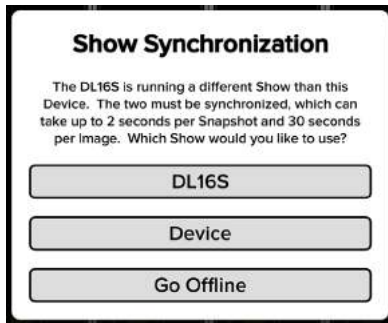 Show Synchronization
The DL16S is running a different Show than this
Device. The two must be synchronized, which can
take up to 2 seconds per Snapshot and 30 seconds
per Image. Which Show would you like to use?
DL16S
Device
Go Offline